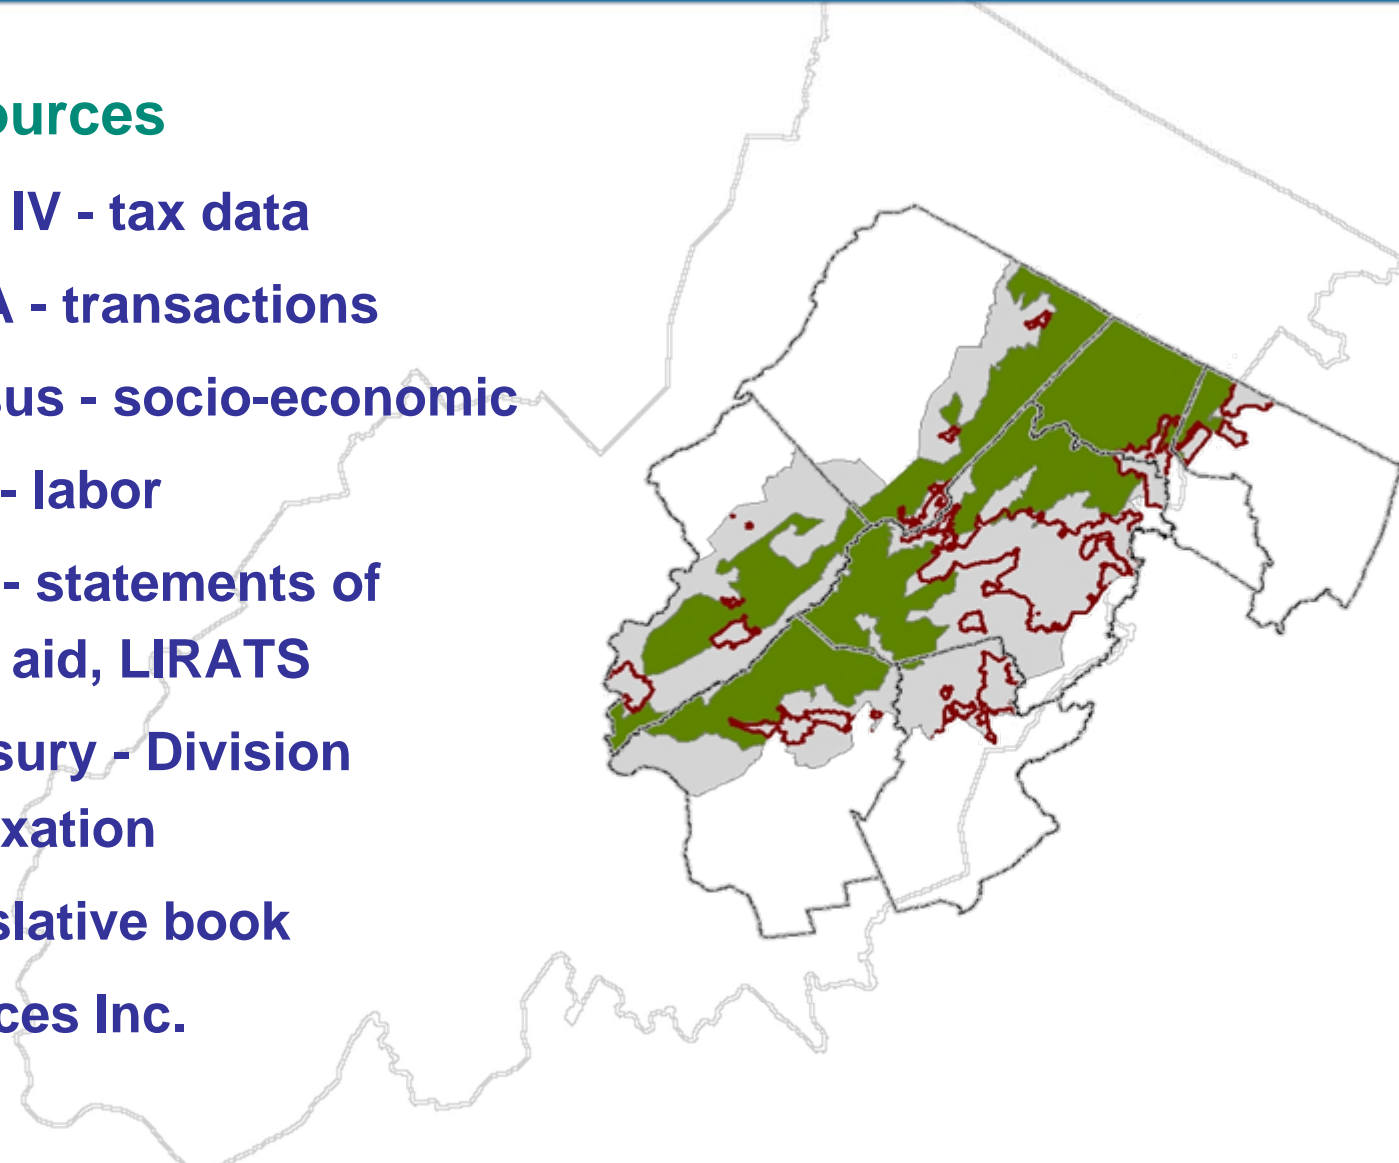 ources
IV - tax data
A - transactions
sus - socio-economic
- labor
- statements of
aid, LIRATS
sury - Division
xation
slative book
ces Inc.